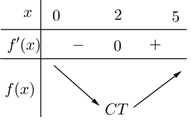 x 0 2 5
f′(x) − 0 +
f(x)
CT